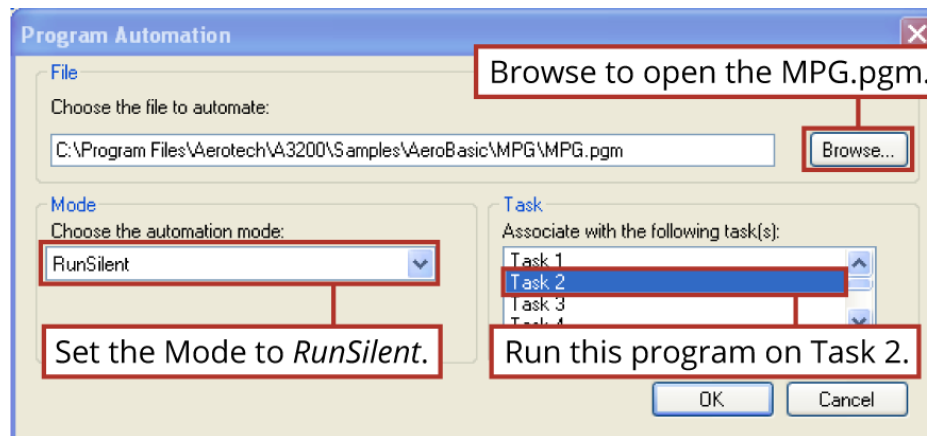 Program Automation
File
Browse to open the MPG.pgm.
Choose the file to automate:
C:\Program Files\Aerotech\A3200\Samples\AeroBasic\MPG\MPG.pgm
Browse...
Mode
Choose the automation mode:
RunSilent
Set the Mode to RunSilent.
Task
Associate with the following task(s):
Task 1
Task 2
Task 3
Task 4
Run this program on Task 2.
OK
Cancel